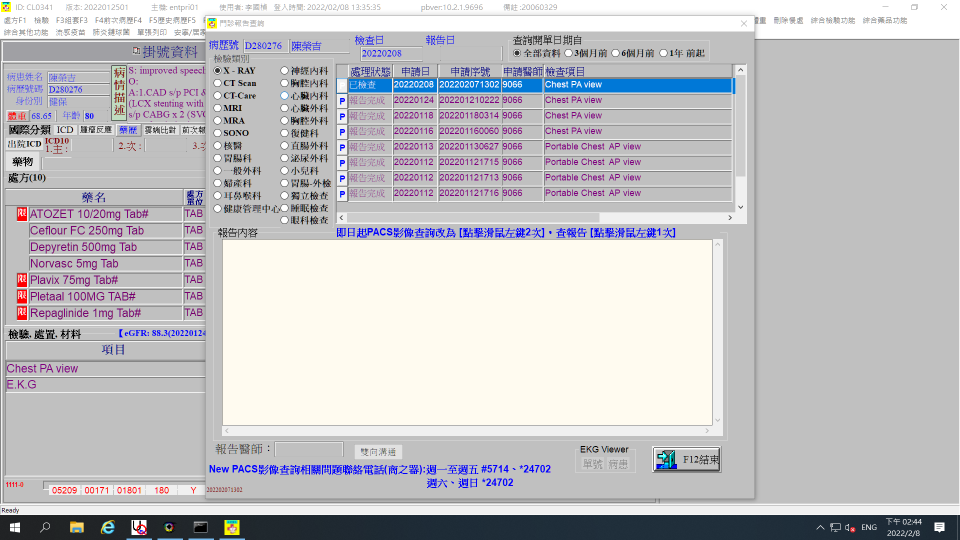 ID: CL0341 版本: 2022012501 主機: entpri01 使用者: 李國楨 登入時間: 2022/02/08 13:35:35 pbver:10.2.1.9696 備註 :20060329
處方F1 檢驗 F3組套F3 F4前次病歷F4 F5歷史病歷F5 刪除餐處 綜合檢驗功能 綜合藥品功能
綜合其他功能 流感疫苗 篩炎鏈球菌 單張列印
掛號資料
病患姓名 陳榮吉
病歷號碼 D280276
身份別 健保
體重 68.65 年齡 80
病情描述
S: improved speech
O:
A:1.CAD s/p PCI &
(LCX stenting with
s/p CABG x 2 (SVG
國際分類 ICD 腫瘤反應 藥歷 雲端比對
出院ICD ICD10
1.主: 2.次: 3.次
藥物
處方(10)
藥名 處方單位
限 ATOZET 10/20mg Tab# TAB
Ceflour FC 250mg Tab TAB
Depyretin 500mg Tab TAB
Norvasc 5mg Tab TAB
限 Plavix 75mg Tab# TAB
限 Pletaal 100MG TAB# TAB
限 Repaglinide 1mg Tab# TAB
檢驗, 處置, 材料 【eGFR: 88.3(20220124
項目
Chest PA view
E.K.G
1111-0 05209 00171 01801 180 Y
Ready
門診報告查詢
病歷號 D280276 陳榮吉 檢查日 20220208 報告日
查詢開單日期自
全部資料 3個月前 6個月前 1年 前起
檢驗類別
X - RAY 神經內科
CT Scan 胸腔內科
CT-Care 心臟內科
MRI 心臟外科
MRA 胸腔外科
SONO 復健科
核醫 直腸外科
胃腸科 泌尿外科
一般外科 小兒科
婦產科 胃腸-外檢
耳鼻喉科 獨立檢查
健康管理中心 睡眠檢查
眼科檢查
處理狀態 申請日 申請序號 申請醫師 檢查項目
已檢查 20220208 202202071302 9066 Chest PA view
P 報告完成 20220124 202201210222 9066 Chest PA view
P 報告完成 20220118 202201180314 9066 Chest PA view
P 報告完成 20220116 202201160060 9066 Chest PA view
P 報告完成 20220113 202201130627 9066 Portable Chest AP view
P 報告完成 20220112 202201121715 9066 Portable Chest AP view
P 報告完成 20220112 202201121713 9066 Portable Chest AP view
P 報告完成 20220112 202201121716 9066 Portable Chest AP view
報告內容 即日起PACS影像查詢改為 [點擊滑鼠左鍵2次]，查報告 [點擊滑鼠左鍵1次]
報告醫師： 雙向溝通 EKG Viewer
單號 病患 F12結束
New PACS影像查詢相關問題聯絡電話(商之器):週一至週五 #5714、*24702
週六、週日 *24702
202202071302
ENG 下午 02:44
2022/2/8